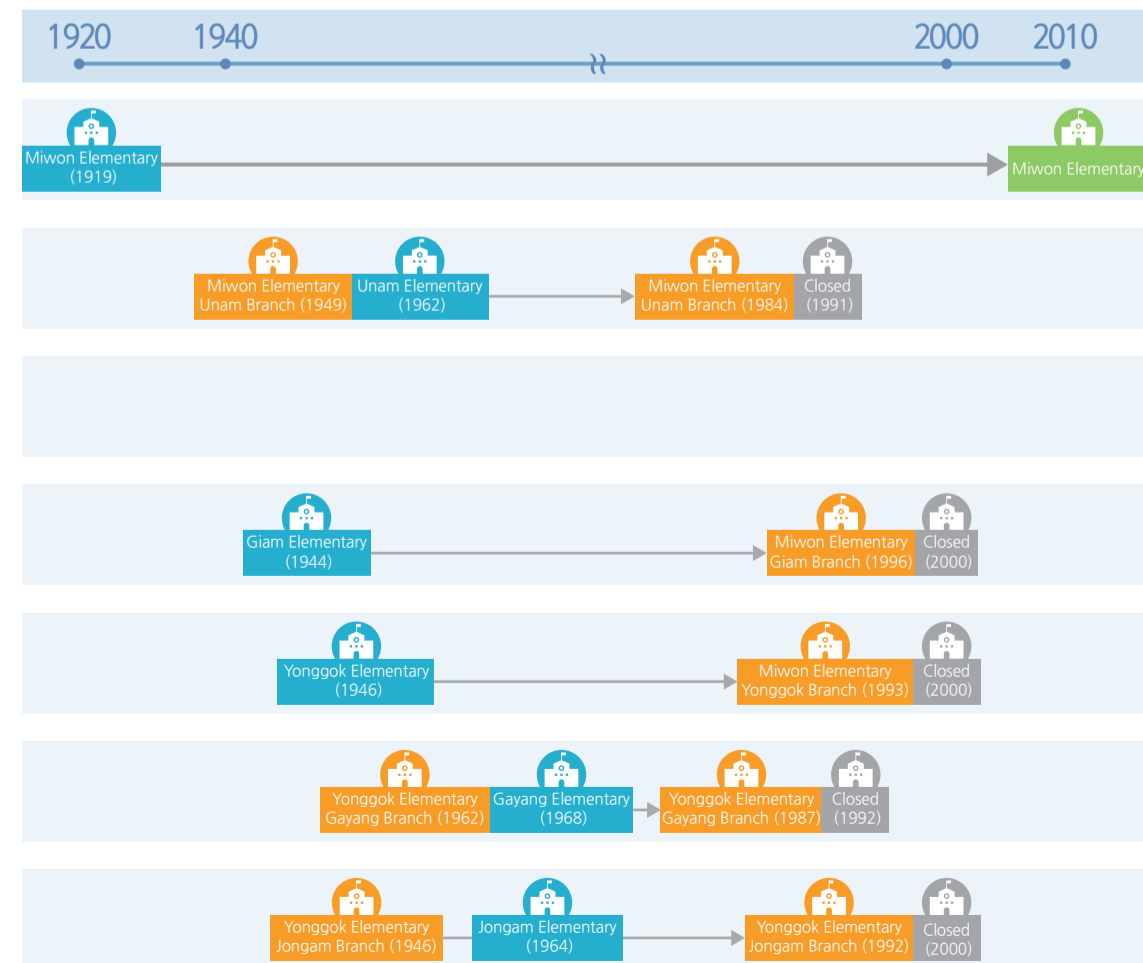 1920 1940 2000 2010
Miwon Elementary
(1919)
Miwon Elementary
Miwon Elementary
Unam Branch (1949)
Unam Elementary
(1962)
Miwon Elementary
Unam Branch (1984)
Closed
(1991)
Giam Elementary
(1944)
Miwon Elementary
Giam Branch (1996)
Closed
(2000)
Yonggok Elementary
(1946)
Miwon Elementary
Yonggok Branch (1993)
Closed
(2000)
Yonggok Elementary
Gayang Branch (1962)
Gayang Elementary
(1968)
Yonggok Elementary
Gayang Branch (1987)
Closed
(1992)
Yonggok Elementary
Jongam Branch (1946)
Jongam Elementary
(1964)
Yonggok Elementary
Jongam Branch (1992)
Closed
(2000)